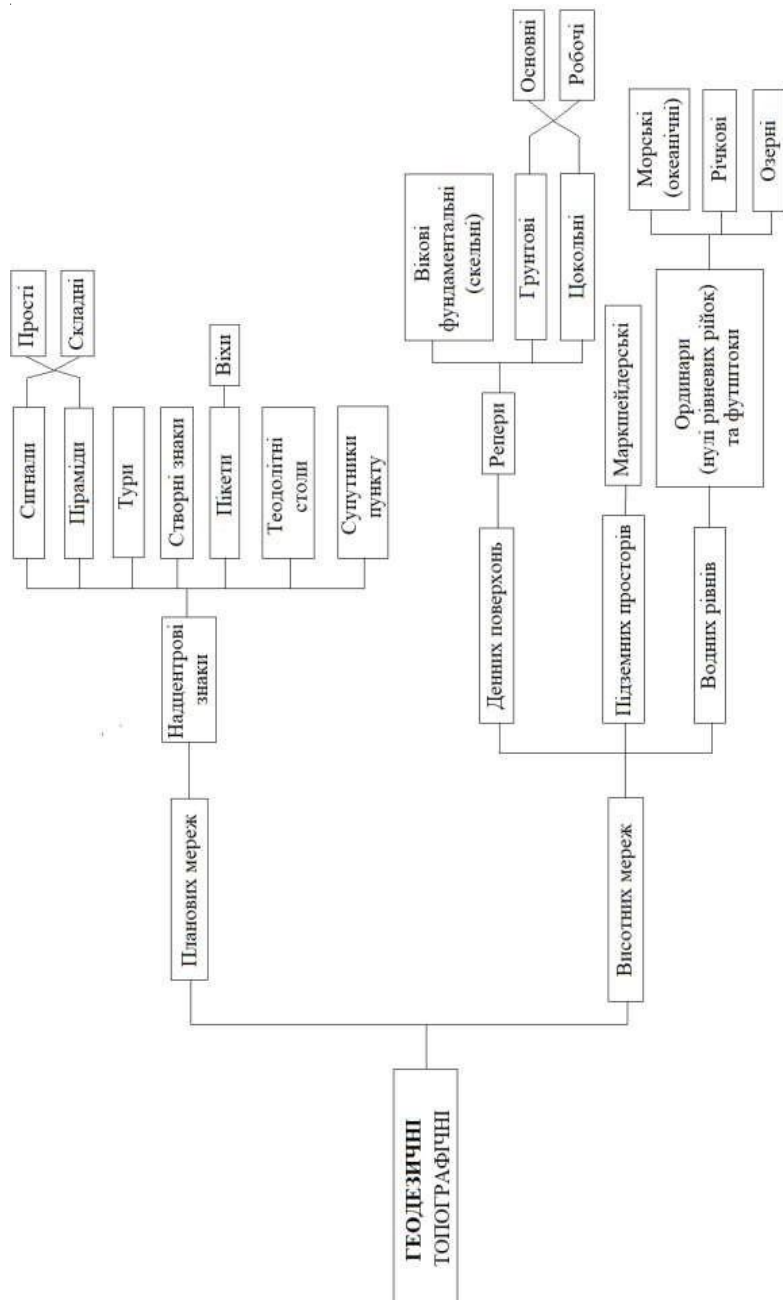 ГЕОДЕЗИЧНІ
ТОПОГРАФІЧНІ
Планових мереж
Надцентрові
знаки
Сигнали
Піраміди
Прості
Складні
Тури
Створні знаки
Пікети
Віхи
Теодолітні
столи
Супутники
пункту
Висотних мереж
Денних поверхонь
Репери
Вікові
фундаментальні
(скельні)
Грунтові
Цокольні
Основні
Робочі
Підземних просторів
Маркшейдерські
Водних рівнів
Ординари
(нулі рівневих рійок)
та футштоки
Морські
(океанічні)
Річкові
Озерні